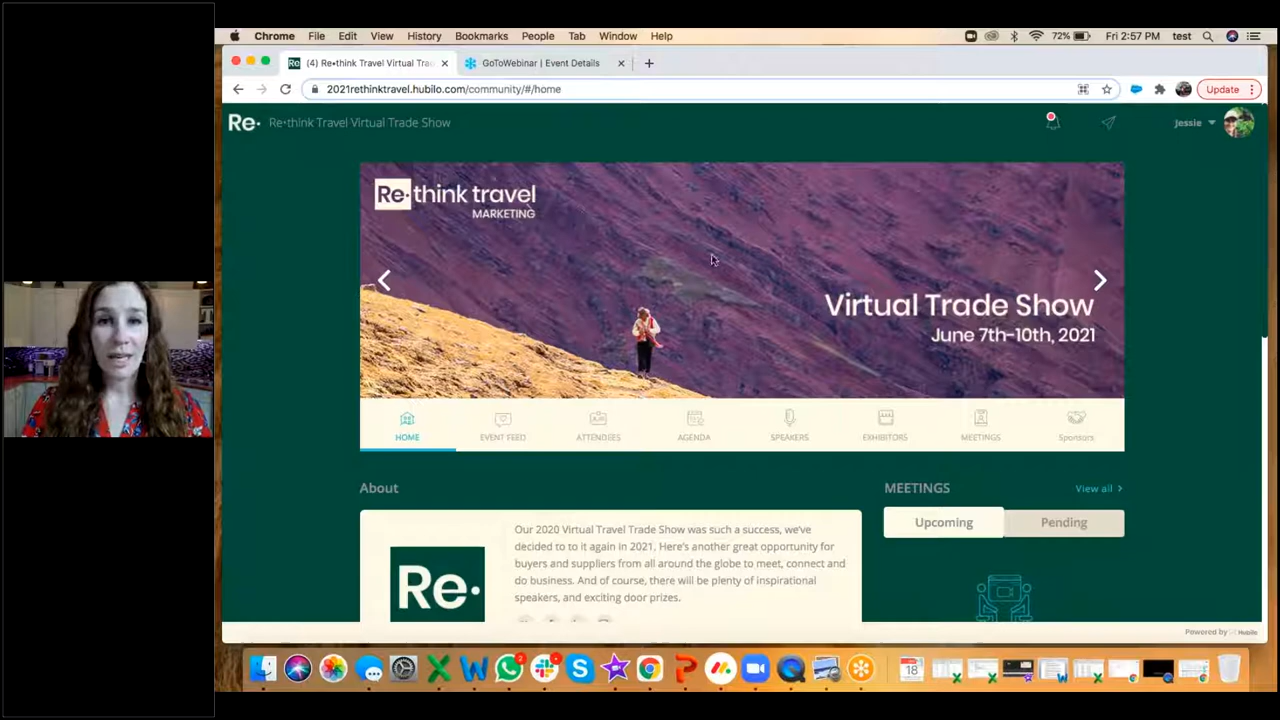 Chrome File Edit View History Bookmarks People Tab Window Help 72% Fri 2:57 PM test
(4) Re•think Travel Virtual Trad GoToWebinar | Event Details
2021rethinktravel.hubilo.com/community/#/home Update
Re• Re•think Travel Virtual Trade Show Jessie
Re•think travel
MARKETING
Virtual Trade Show
June 7th-10th, 2021
HOME EVENT FEED ATTENDEES AGENDA SPEAKERS EXHIBITORS MEETINGS Sponsors
About MEETINGS View all >
Upcoming Pending
Our 2020 Virtual Travel Trade Show was such a success, we've
decided to to it again in 2021. Here's another great opportunity for
buyers and suppliers from all around the globe to meet, connect and
do business. And of course, there will be plenty of inspirational
speakers, and exciting door prizes.
Re•
Powered by Hubilo
18